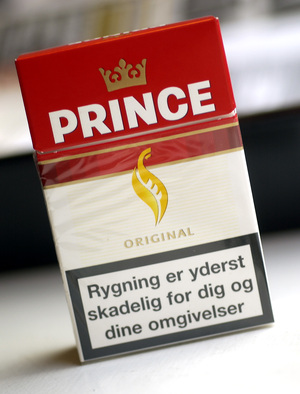 PRINCE
ORIGINAL
Rygning er yderst
skadelig for dig og
dine omgivelser